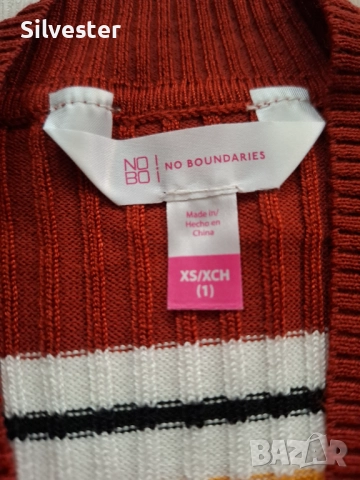 Silvester
NO!
BO¡
NO BOUNDARIES
Made in/
Hecho en
China
XS/XCH
(1)
BAZAR